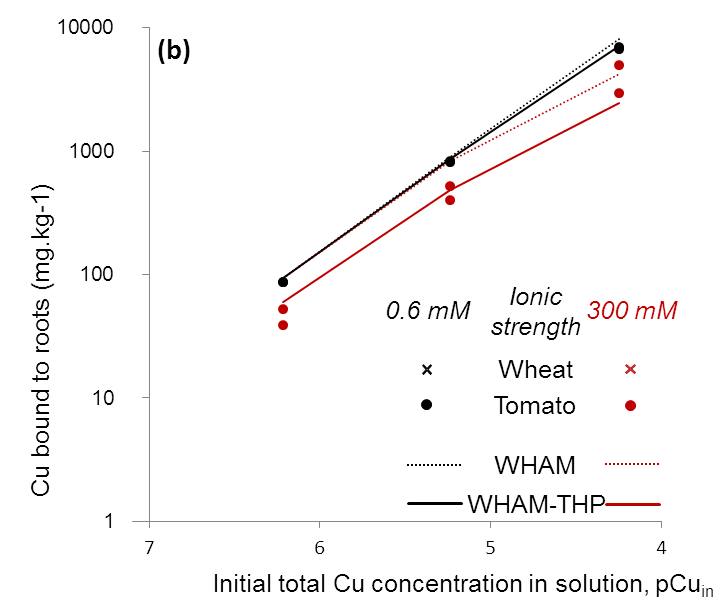 10000
(b)
1000
100
10
1
Cu bound to roots (mg.kg-1)
0.6 mM Ionic strength 300 mM
Wheat
Tomato
WHAM
WHAM-THP
7 6 5 4
Initial total Cu concentration in solution, pCuin